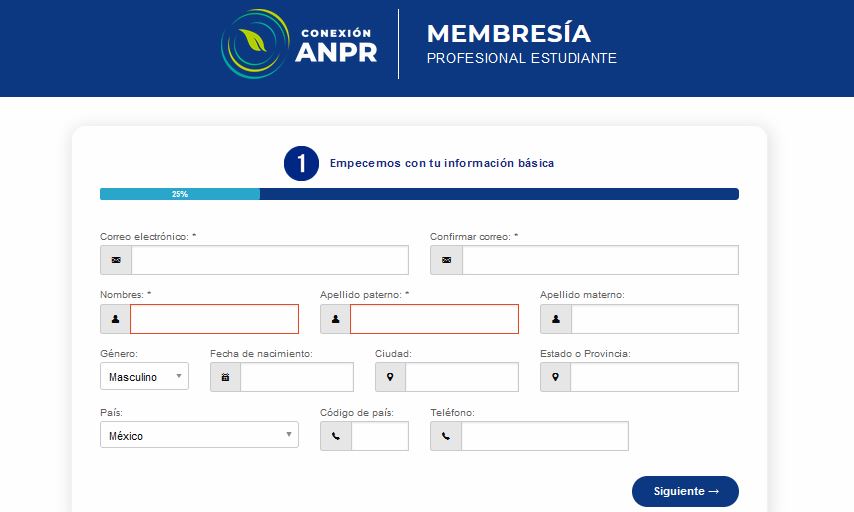 CONEXIÓN
ANPR
MEMBRESÍA
PROFESIONAL ESTUDIANTE
1 Empecemos con tu información básica
25%
Correo electrónico: * Confirmar correo: *
Nombres: * Apellido paterno: * Apellido materno:
Género: Fecha de nacimiento: Ciudad: Estado o Provincia:
Masculino
País: Código de país: Teléfono:
México
Siguiente →